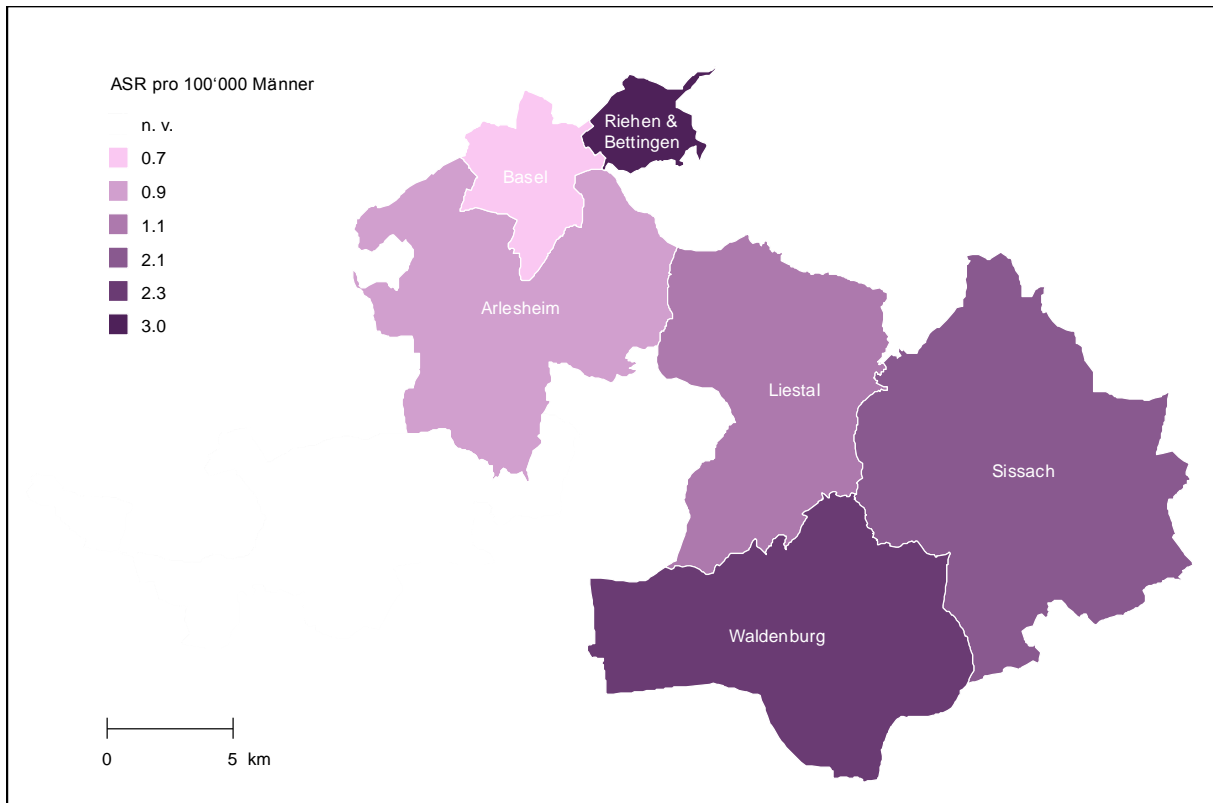 ASR pro 100‘000 Männer
n. v.
0.7
0.9
1.1
2.1
2.3
3.0
Riehen &
Bettingen
Basel
Arlesheim
Liestal
Sissach
Waldenburg
0 5 km